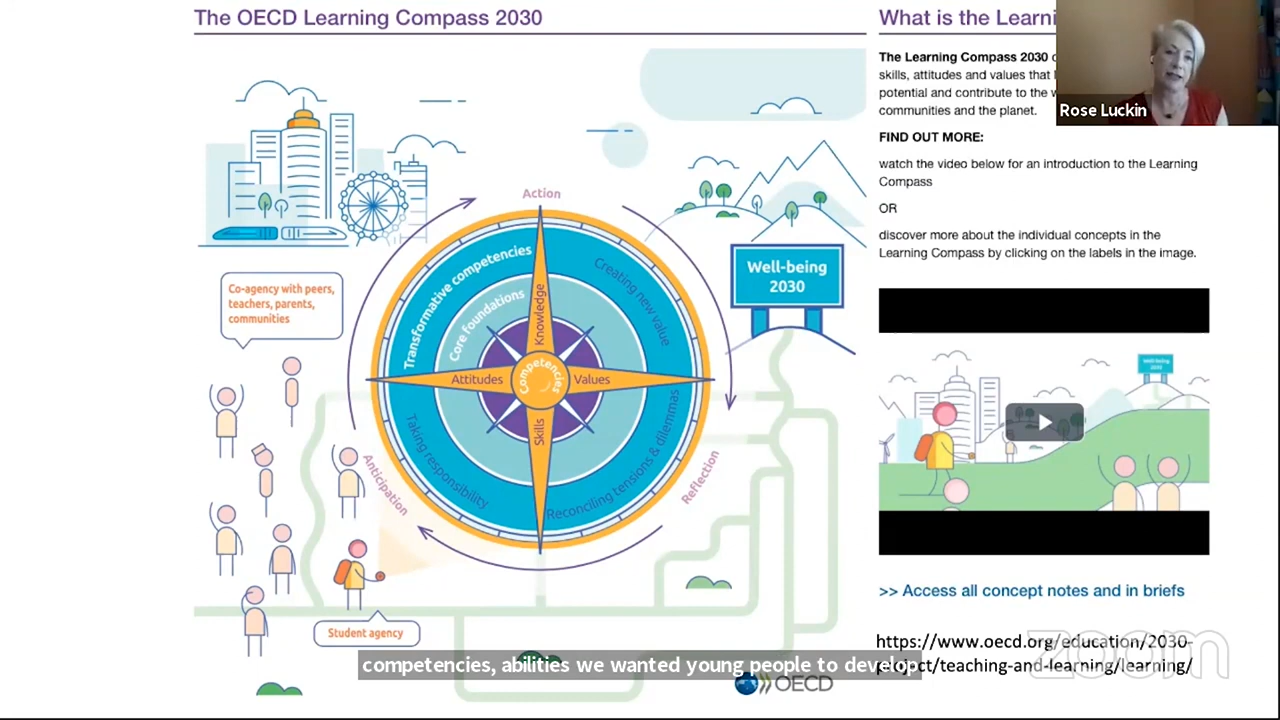 The OECD Learning Compass 2030
Action
Co-agency with peers,
teachers, parents,
communities
Transformative competencies
Creating new value
Core foundations
Knowledge
Attitudes
Competencies
Values
Skills
Taking responsibility
Reconciling tensions & dilemmas
Anticipation
Reflection
Well-being
2030
Student agency
OECD
What is the
The Learning Compass 2030
skills, attitudes and values that
potential and contribute to the
communities and the planet.
Rose Luckin
FIND OUT MORE:
watch the video below for an introduction to the Learning
Compass
OR
discover more about the individual concepts in the
Learning Compass by clicking on the labels in the image.
Well-being
2030
>> Access all concept notes and in briefs
https://www.oecd.org/education/2030-
project/teaching-and-learning/learning/
zoom
competencies, abilities we wanted young people to develop